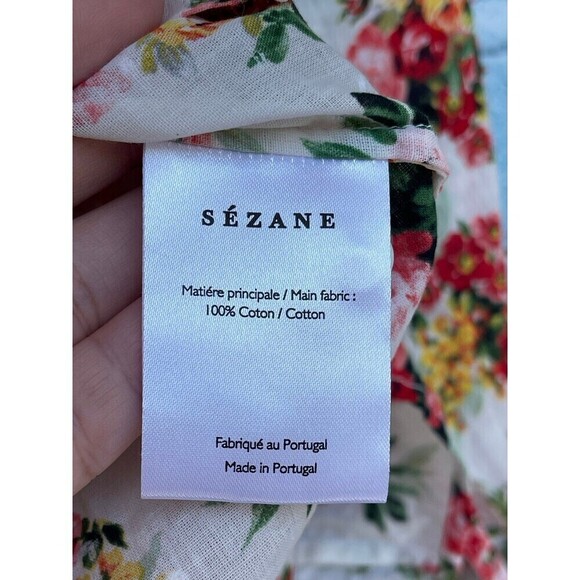 SÉZANE
Matiére principale / Main fabric :
100% Coton / Cotton
Fabriqué au Portugal
Made in Portugal